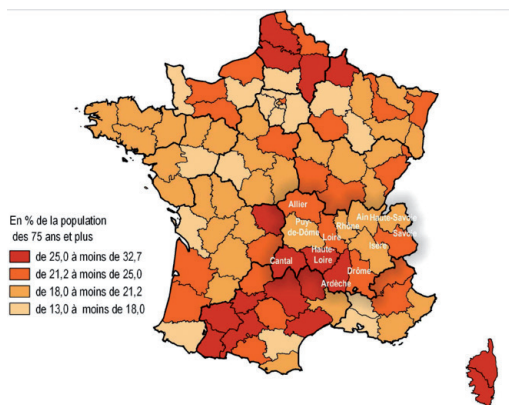 Allier
Puy-
de-Dôme
Loire
Rhône
Ain
Haute-Savoie
Savoie
Isère
Cantal
Haute-
Loire
Drôme
Ardèche
En % de la population
des 75 ans et plus
de 25,0 à moins de 32,7
de 21,2 à moins de 25,0
de 18,0 à moins de 21,2
de 13,0 à moins de 18,0